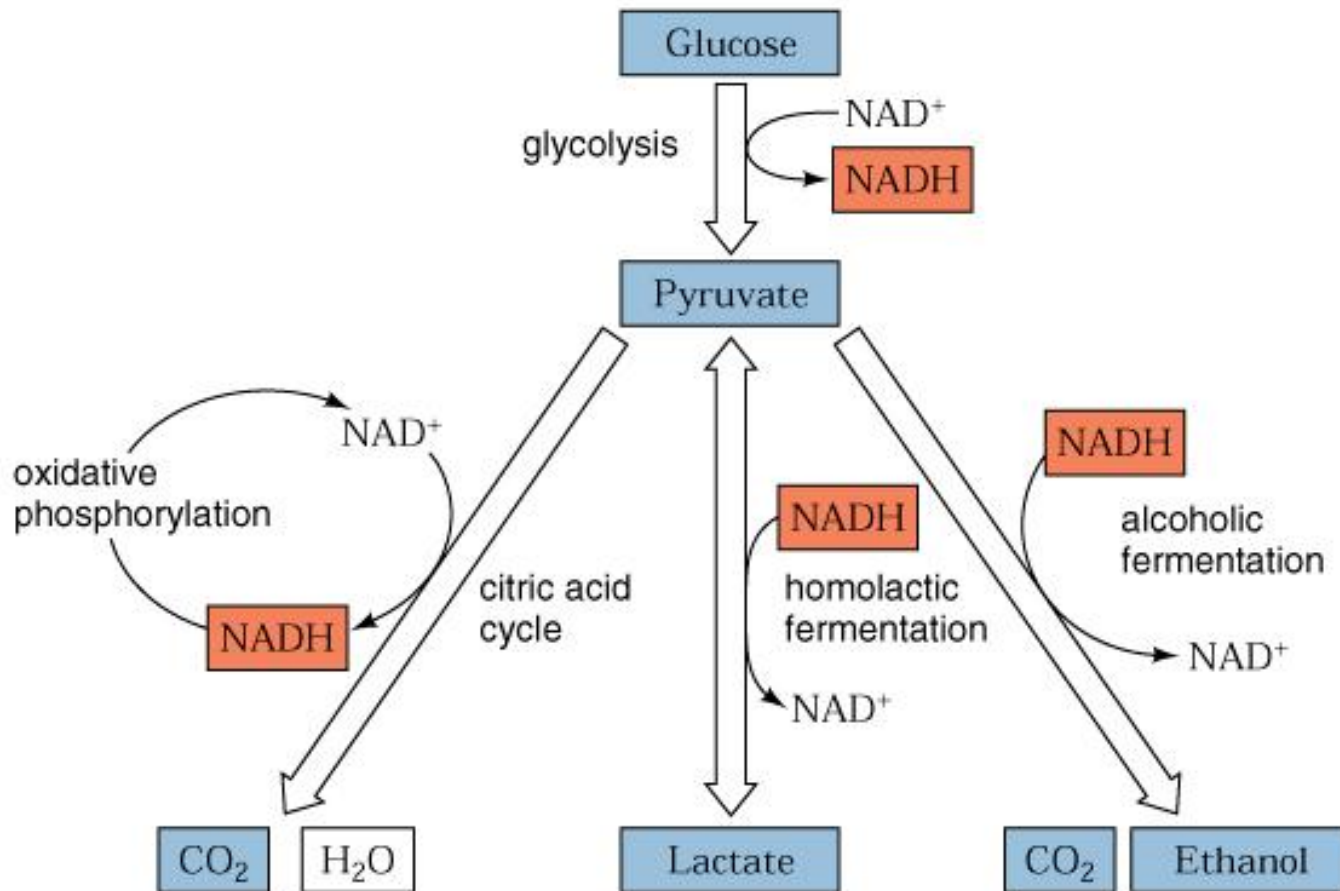 Glucose
NAD⁺
glycolysis
NADH
Pyruvate
NAD⁺
oxidative
phosphorylation
NADH
citric acid
cycle
NADH
homolactic
fermentation
NAD⁺
NADH
alcoholic
fermentation
NAD⁺
CO₂
H₂O
Lactate
CO₂
Ethanol